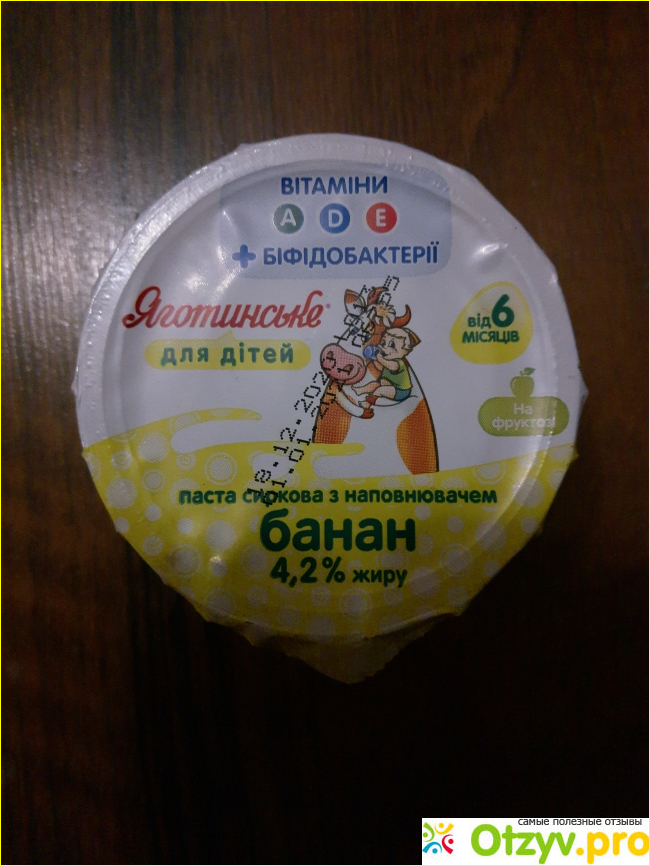 ВІТАМІНИ
A D E
+ БІФІДОБАКТЕРІЇ
Яготинське®
для дітей
від 6
МІСЯЦІВ
На
фруктозі
паста сиркова з наповнювачем
банан
4,2% жиру
самые полезные отзывы
Otzyv.pro